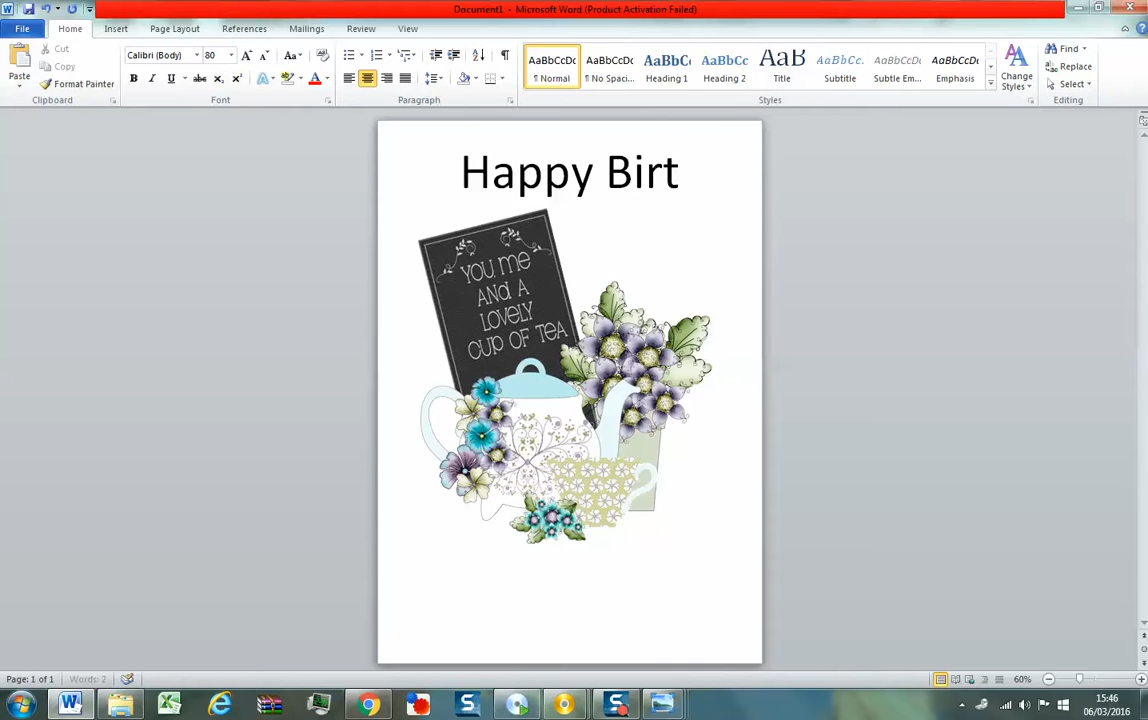 Document1 - Microsoft Word (Product Activation Failed)
File Home Insert Page Layout References Mailings Review View
Paste
Cut
Copy
Format Painter
Clipboard
Calibri (Body) 80
Font
Paragraph
AaBbCcDc AaBbCcDc AaBbC AaBbCc AaB AaBbCc. AaBbCcDc AaBbCcDc
¶ Normal ¶ No Spaci... Heading 1 Heading 2 Title Subtitle Subtle Em... Emphasis
Change Styles
Styles
Find
Replace
Select
Editing
Happy Birt
YOU, me
AND A
LOVELY
CUP OF TEA
Page: 1 of 1 Words: 2
60%
15:46
06/03/2016